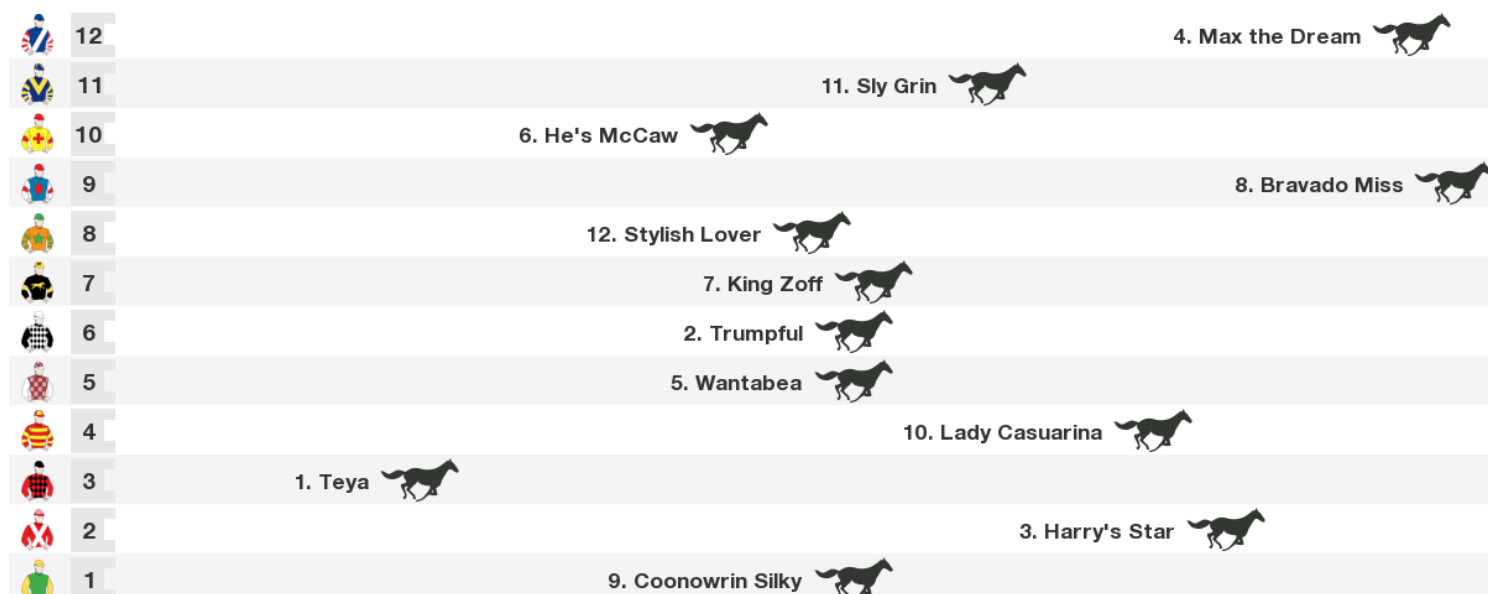 12 4. Max the Dream
11 11. Sly Grin
10 6. He's McCaw
9 8. Bravado Miss
8 12. Stylish Lover
7 7. King Zoff
6 2. Trumpful
5 5. Wantabea
4 10. Lady Casuarina
3 1. Teya
2 3. Harry's Star
1 9. Coonowrin Silky